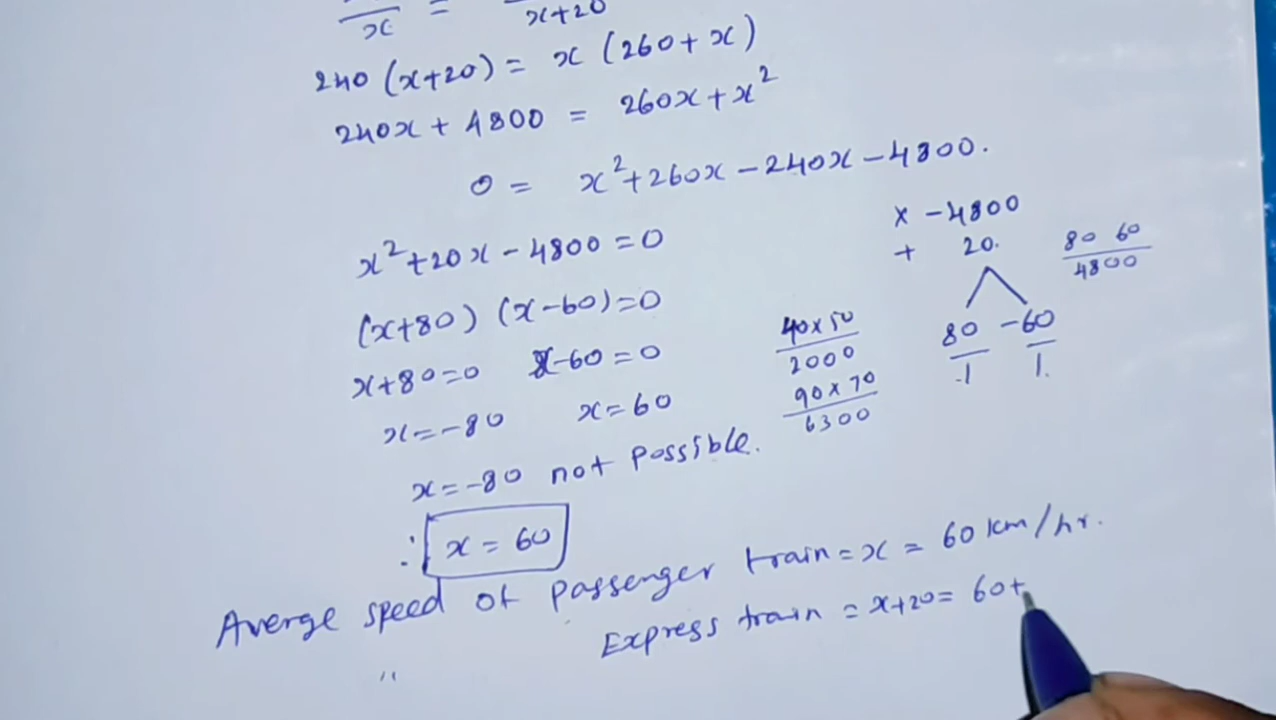 x = x+20
240 (x+20) = x (260+x)
240x + 4800 = 260x + x²
0 = x² + 260x - 240x - 4800.
x² + 20x - 4800 = 0
(x+80) (x-60) = 0
x+80=0 x-60=0
x=-80 x=60
x=-80 not possible.
∴ x = 60
Averge speed of passenger train = x = 60 km/hr.
" Express train = x+20 = 60+
× -4800
+ 20.
80 60
4800
80 -60
1 1.
40×50
2000
90×70
6300